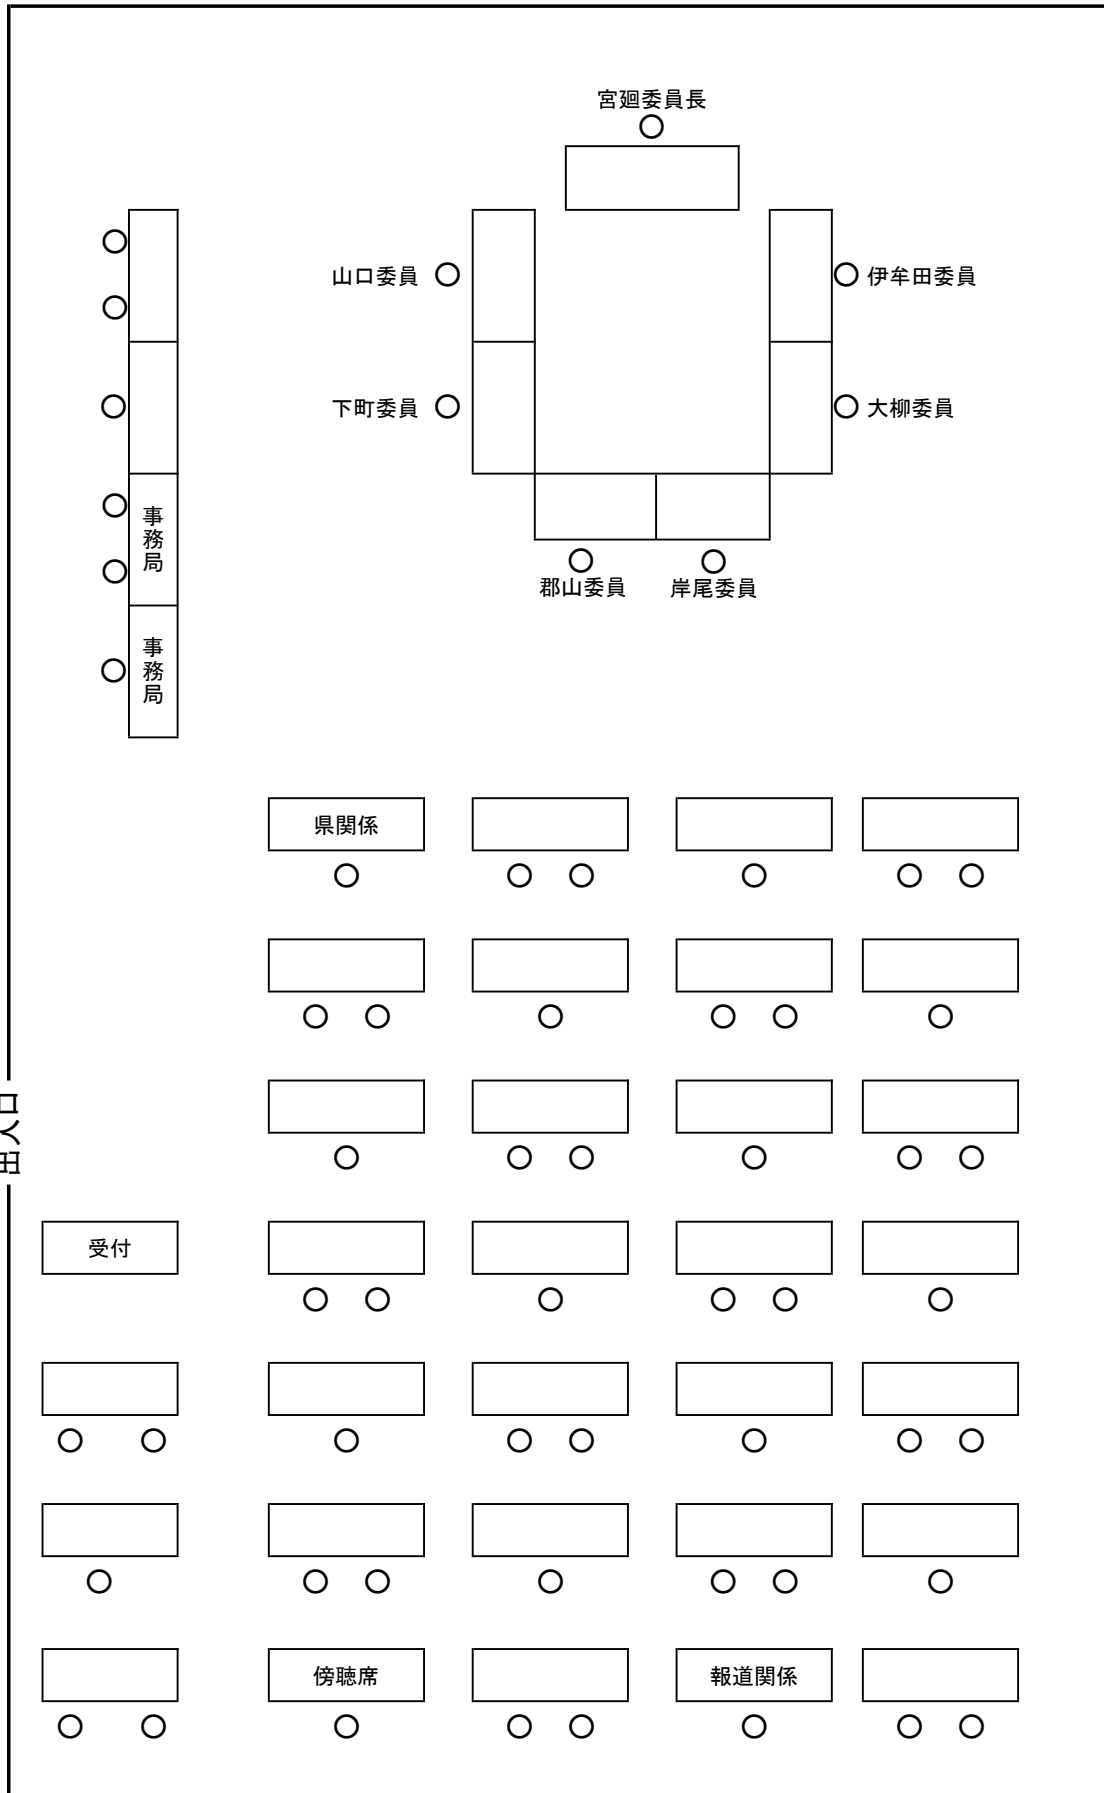 宮廻委員長
山口委員
伊牟田委員
下町委員
大柳委員
事務局
郡山委員
岸尾委員
事務局
県関係
出入口
受付
傍聴席
報道関係